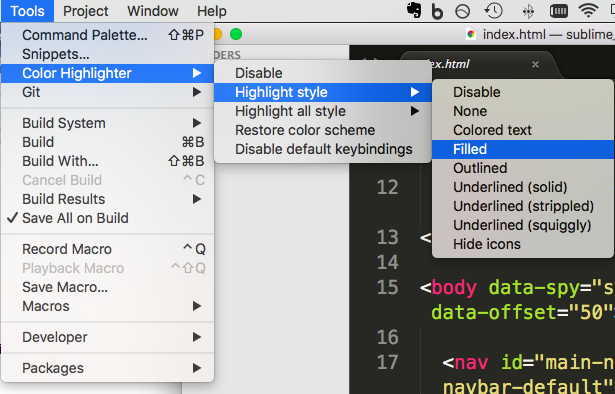 Tools Project Window Help
index.html — sublime_
Command Palette... ⇧⌘P
Snippets...
Color Highlighter
Git
Build System
Build ⌘B
Build With... ⇧⌘B
Cancel Build ^C
Build Results
✓ Save All on Build
Record Macro ^Q
Playback Macro ^⇧Q
Save Macro...
Macros
Developer
Packages
DERS
Disable
Highlight style
Highlight all style
Restore color scheme
Disable default keybindings
Disable
None
Colored text
Filled
Outlined
Underlined (solid)
Underlined (strippled)
Underlined (squiggly)
Hide icons
ndex.html ×
12
13 <
14
15 <body data-spy="s
data-offset="50"
16
17 <nav id="main-n
navbar-default"